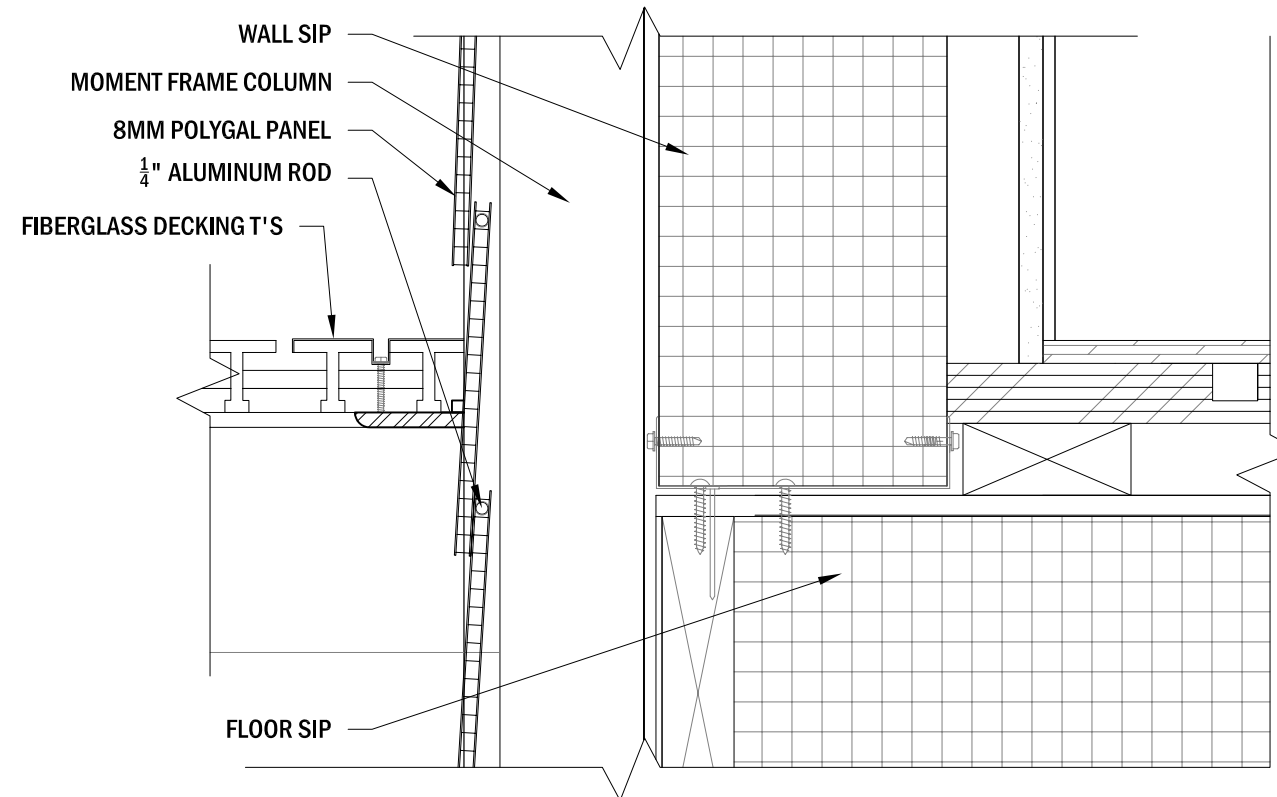 WALL SIP
MOMENT FRAME COLUMN
8MM POLYGAL PANEL
1/4" ALUMINUM ROD
FIBERGLASS DECKING T'S
FLOOR SIP